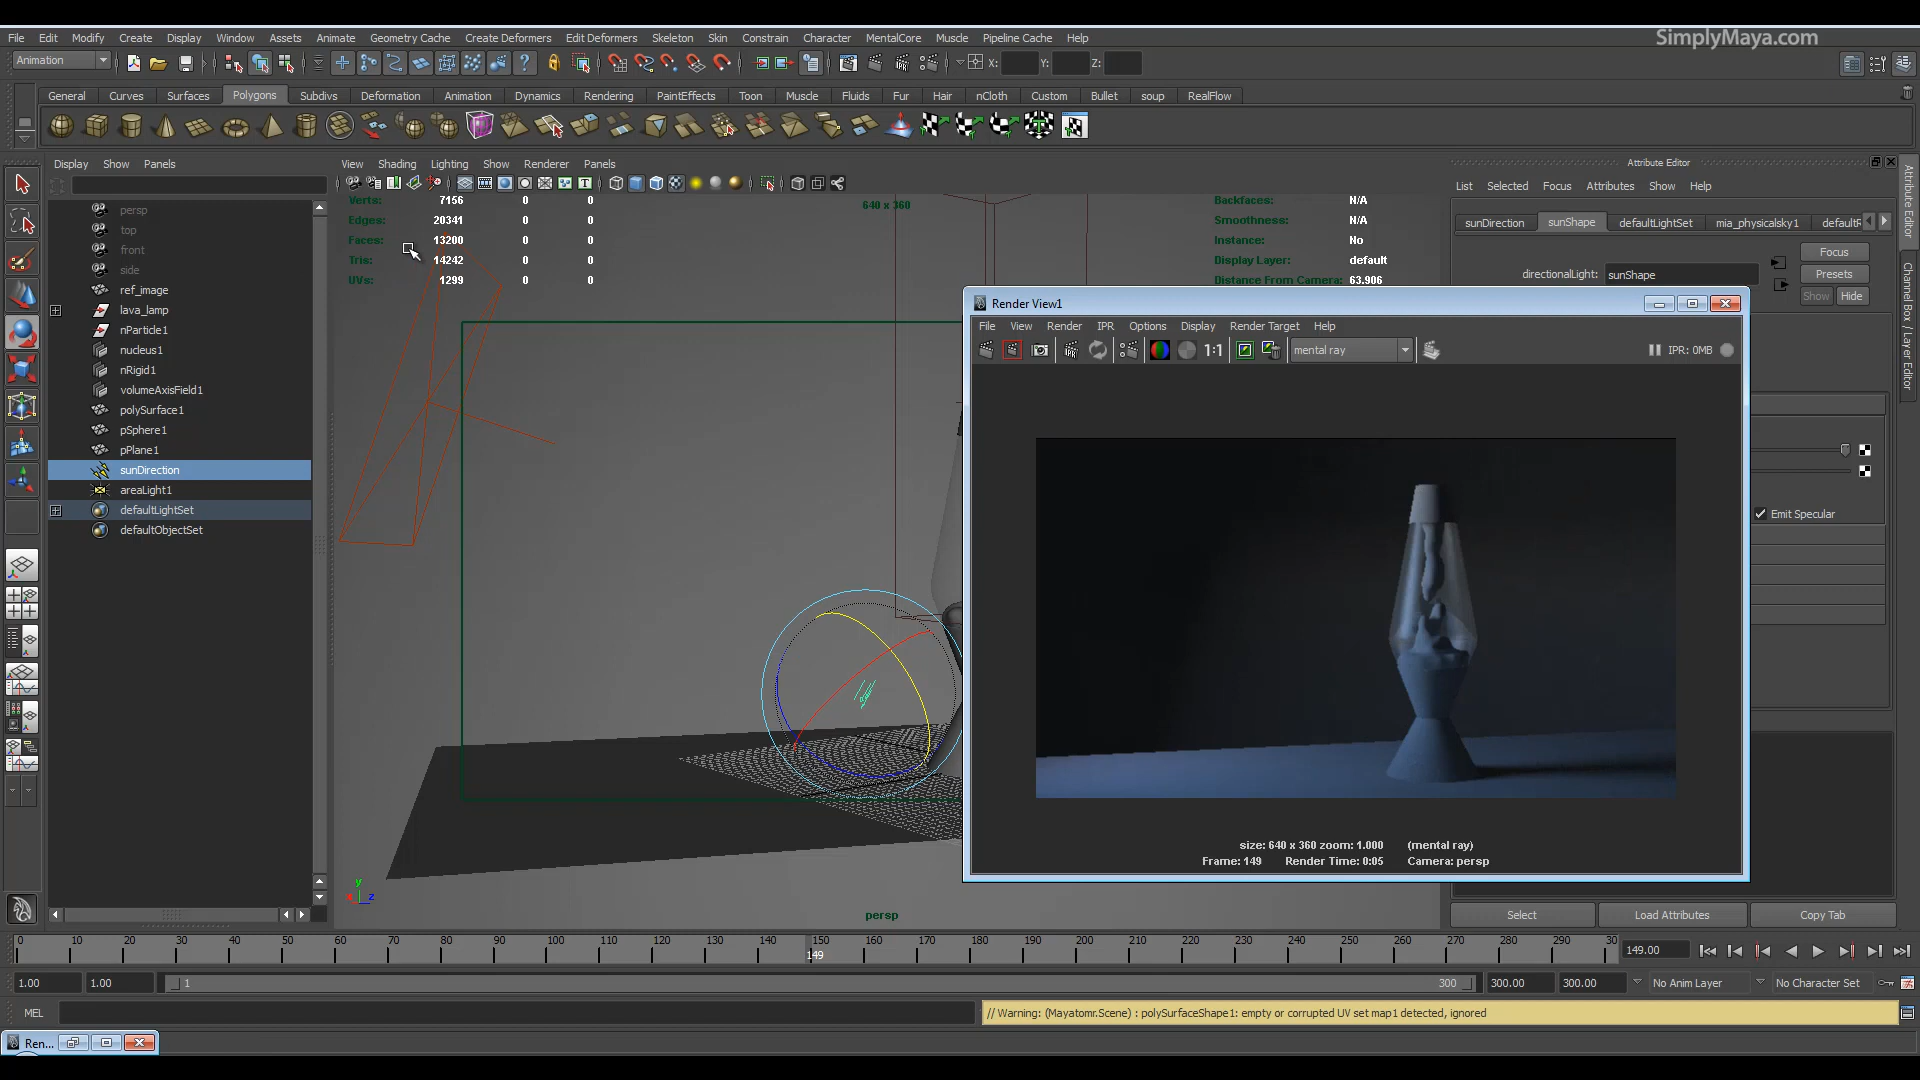 SimplyMaya.com
File Edit Modify Create Display Window Assets Animate Geometry Cache Create Deformers Edit Deformers Skeleton Skin Constrain Character MentalCore Muscle Pipeline Cache Help
Animation X: Y: Z:
General Curves Surfaces Polygons Subdivs Deformation Animation Dynamics Rendering PaintEffects Toon Muscle Fluids Fur Hair nCloth Custom Bullet soup RealFlow
Display Show Panels
View Shading Lighting Show Renderer Panels
Attribute Editor
List Selected Focus Attributes Show Help
persp
top
front
side
ref_image
lava_lamp
nParticle1
nucleus1
nRigid1
volumeAxisField1
polySurface1
pSphere1
pPlane1
sunDirection
areaLight1
defaultLightSet
defaultObjectSet
Verts: 7156 0 0
Edges: 20341 0 0
Faces: 13200 0 0
Tris: 14242 0 0
UVs: 1299 0 0
640 x 360
Backfaces: N/A
Smoothness: N/A
Instance: No
Display Layer: default
Distance From Camera: 63.906
sunDirection sunShape defaultLightSet mia_physicalsky1 defaultR
directionalLight: sunShape
Focus
Presets
Show Hide
Attribute Editor
Channel Box / Layer Editor
Render View1
File View Render IPR Options Display Render Target Help
1:1 mental ray IPR: 0MB
size: 640 x 360 zoom: 1.000 (mental ray)
Frame: 149 Render Time: 0:05 Camera: persp
Emit Specular
y
z
persp
Select Load Attributes Copy Tab
0 10 20 30 40 50 60 70 80 90 100 110 120 130 140 150 160 170 180 190 200 210 220 230 240 250 260 270 280 290 30
149
149.00
1.00 1.00 1 300 300.00 300.00 No Anim Layer No Character Set
MEL
// Warning: (Mayatomr.Scene) : polySurfaceShape1: empty or corrupted UV set map1 detected, ignored
Ren...